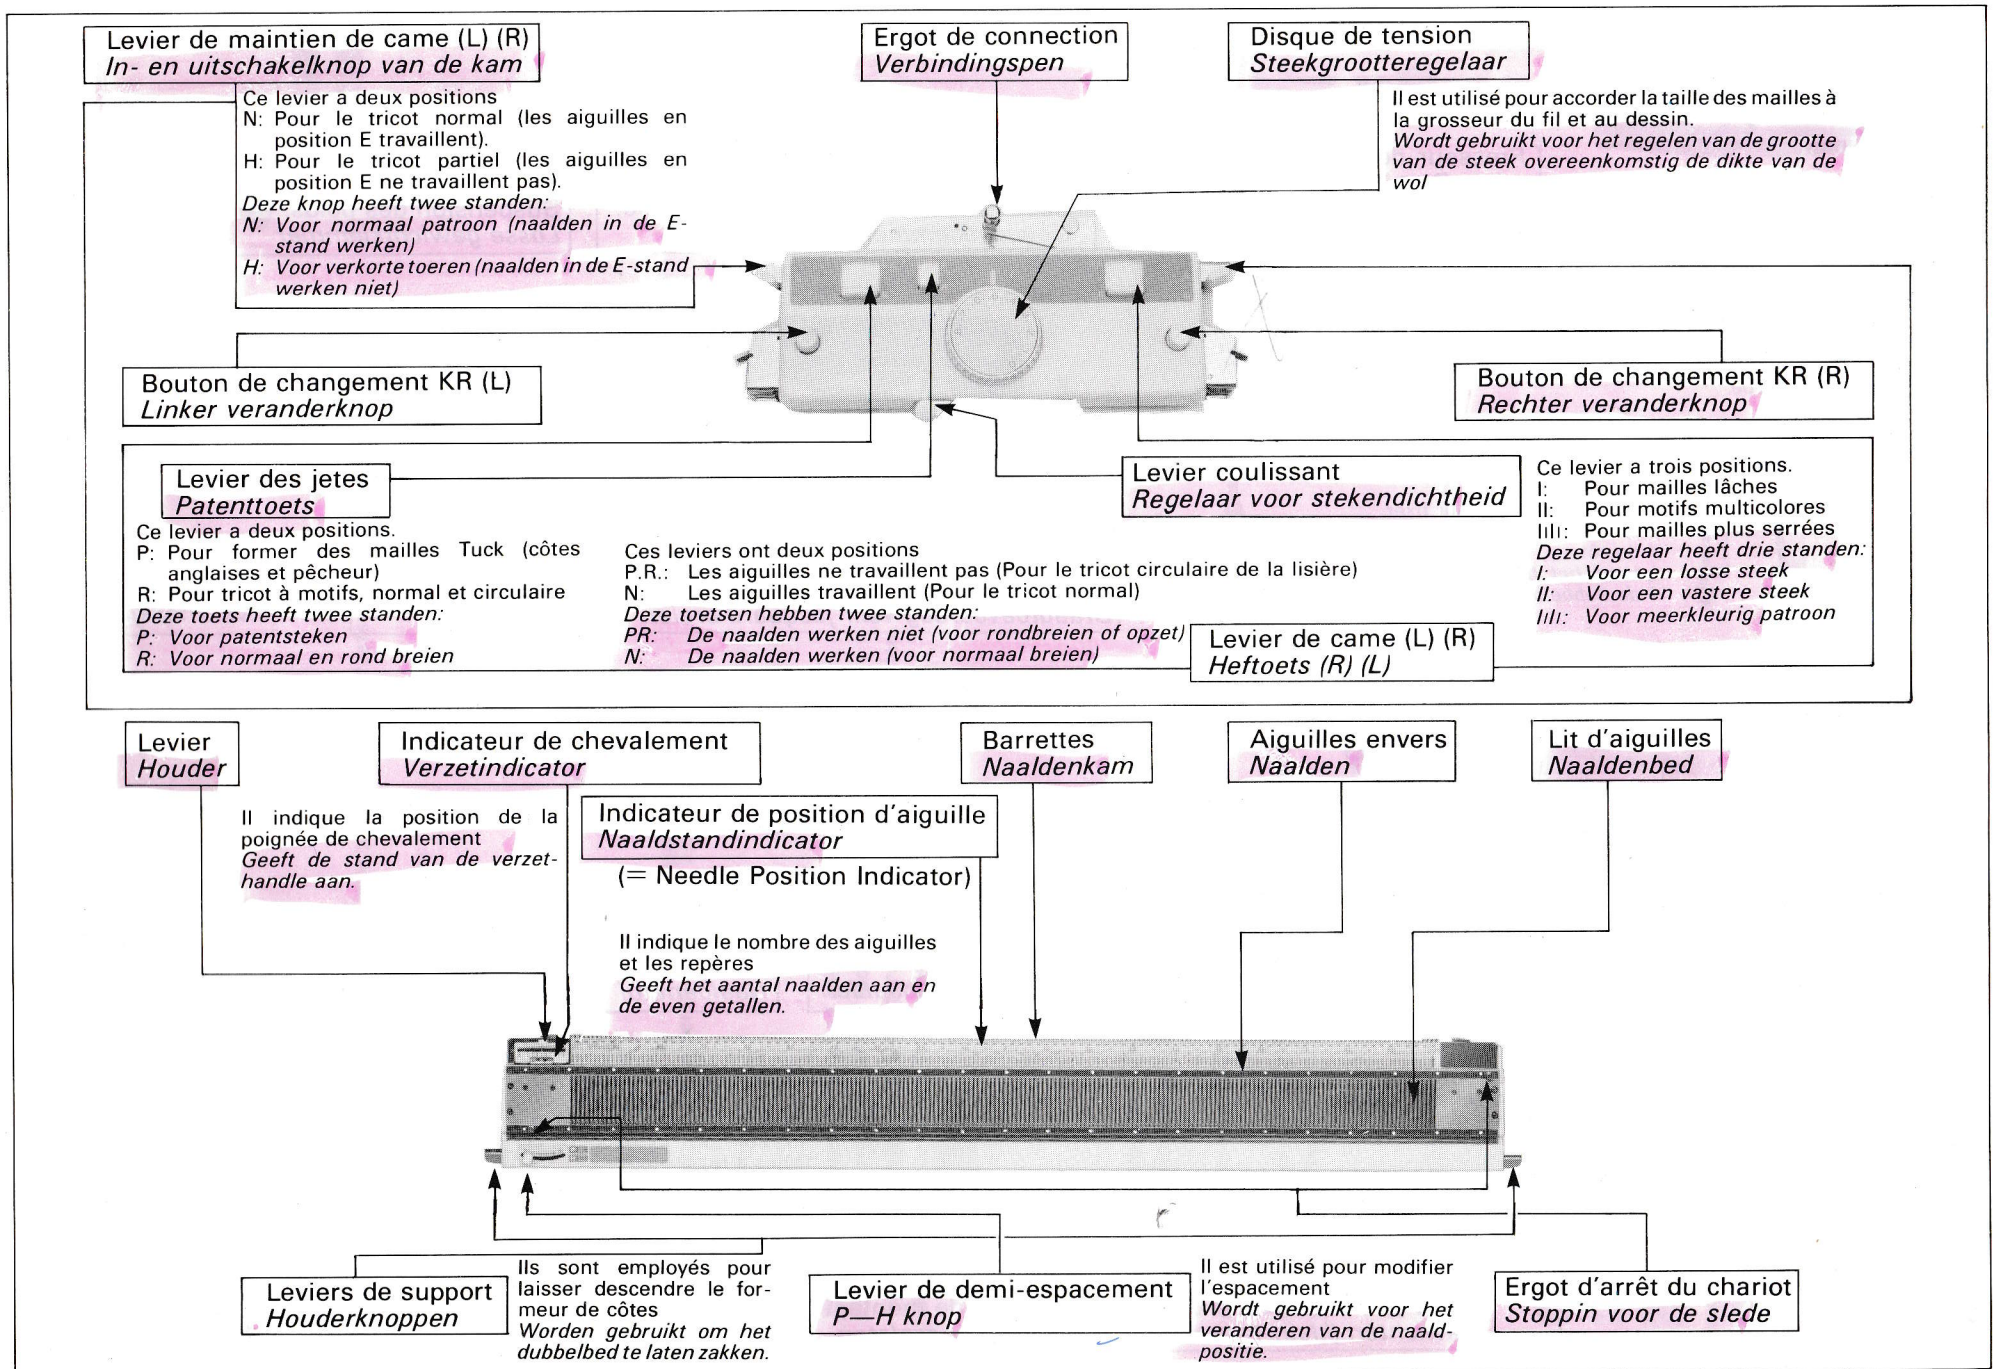 Levier de maintien de came (L) (R)
In- en uitschakelknop van de kam
Ce levier a deux positions
N: Pour le tricot normal (les aiguilles en
position E travaillent).
H: Pour le tricot partiel (les aiguilles en
position E ne travaillent pas).
Deze knop heeft twee standen:
N: Voor normaal patroon (naalden in de E-
stand werken)
H: Voor verkorte toeren (naalden in de E-stand
werken niet)
Ergot de connection
Verbindingspen
Disque de tension
Steekgrootteregelaar
Il est utilisé pour accorder la taille des mailles à
la grosseur du fil et au dessin.
Wordt gebruikt voor het regelen van de grootte
van de steek overeenkomstig de dikte van de
wol
Bouton de changement KR (L)
Linker veranderknop
Bouton de changement KR (R)
Rechter veranderknop
Levier des jetes
Patenttoets
Ce levier a deux positions.
P: Pour former des mailles Tuck (côtes
anglaises et pêcheur)
R: Pour tricot à motifs, normal et circulaire
Deze toets heeft twee standen:
P: Voor patentsteken
R: Voor normaal en rond breien
Ces leviers ont deux positions
P.R.: Les aiguilles ne travaillent pas (Pour le tricot circulaire de la lisière)
N: Les aiguilles travaillent (Pour le tricot normal)
Deze toetsen hebben twee standen:
PR: De naalden werken niet (voor rondbreien of opzet)
N: De naalden werken (voor normaal breien)
Levier coulissant
Regelaar voor stekendichtheid
Ce levier a trois positions.
I: Pour mailles lâches
II: Pour motifs multicolores
IılI: Pour mailles plus serrées
Deze regelaar heeft drie standen:
I: Voor een losse steek
II: Voor een vastere steek
IılI: Voor meerkleurig patroon
Levier de came (L) (R)
Heftoets (R) (L)
Levier
Houder
Indicateur de chevalement
Verzetindicator
Il indique la position de la
poignée de chevalement
Geeft de stand van de verzet-
handle aan.
Indicateur de position d'aiguille
Naaldstandindicator
(= Needle Position Indicator)
Il indique le nombre des aiguilles
et les repères
Geeft het aantal naalden aan en
de even getallen.
Barrettes
Naaldenkam
Aiguilles envers
Naalden
Lit d'aiguilles
Naaldenbed
Leviers de support
Houderknoppen
Ils sont employés pour
laisser descendre le for-
meur de côtes
Worden gebruikt om het
dubbelbed te laten zakken.
Levier de demi-espacement
P—H knop
Il est utilisé pour modifier
l'espacement
Wordt gebruikt voor het
veranderen van de naald-
positie.
Ergot d'arrêt du chariot
Stoppin voor de slede